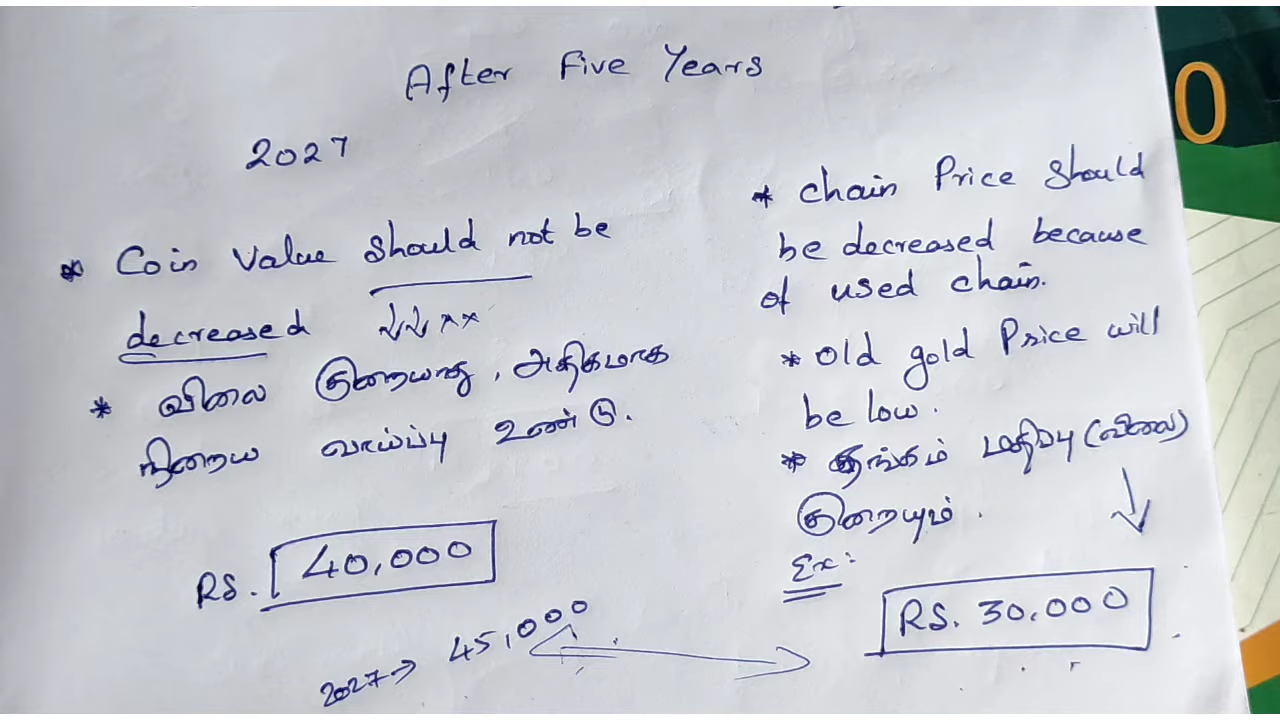 After Five Years
2027
* Coin Value should not be
decreased ↓↓××
* விலை குறையாது, அதிகமாக
நிறைய வாய்ப்பு உண்டு.
RS. 40,000
2027→ 45,000
* chain Price should
be decreased because
of used chain.
* Old gold Price will
be low.
* தங்கம் மதிப்பு (விலை)
குறையும்.
Ex:
RS. 30,000
0